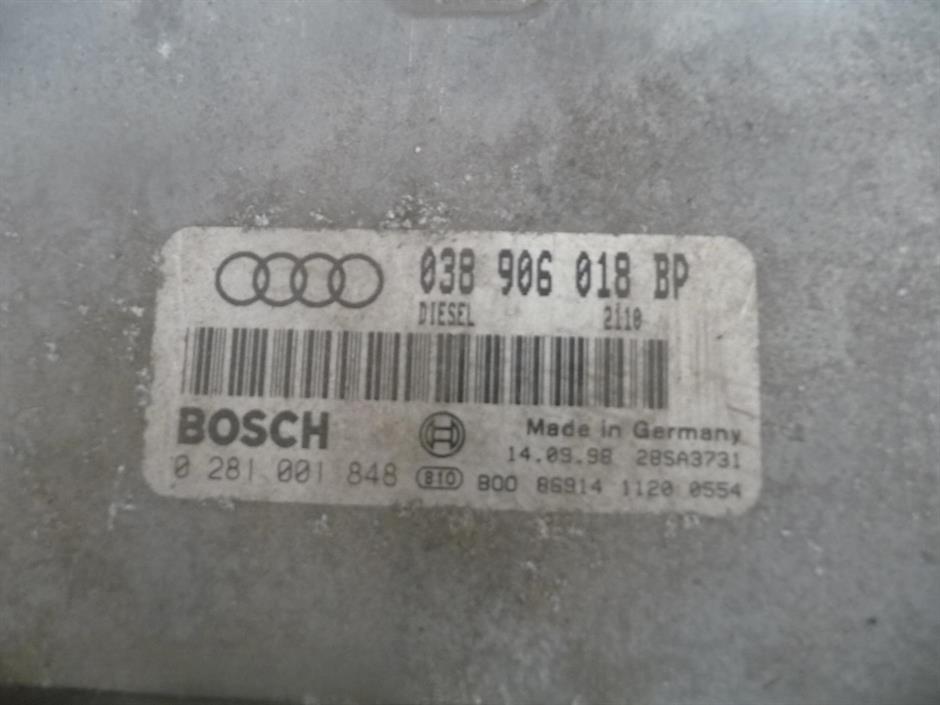 038 906 018 BP
DIESEL 2110
BOSCH
Made in Germany
14.09.98 28SA3731
0 281 001 848 810 800 86914 1120 0554